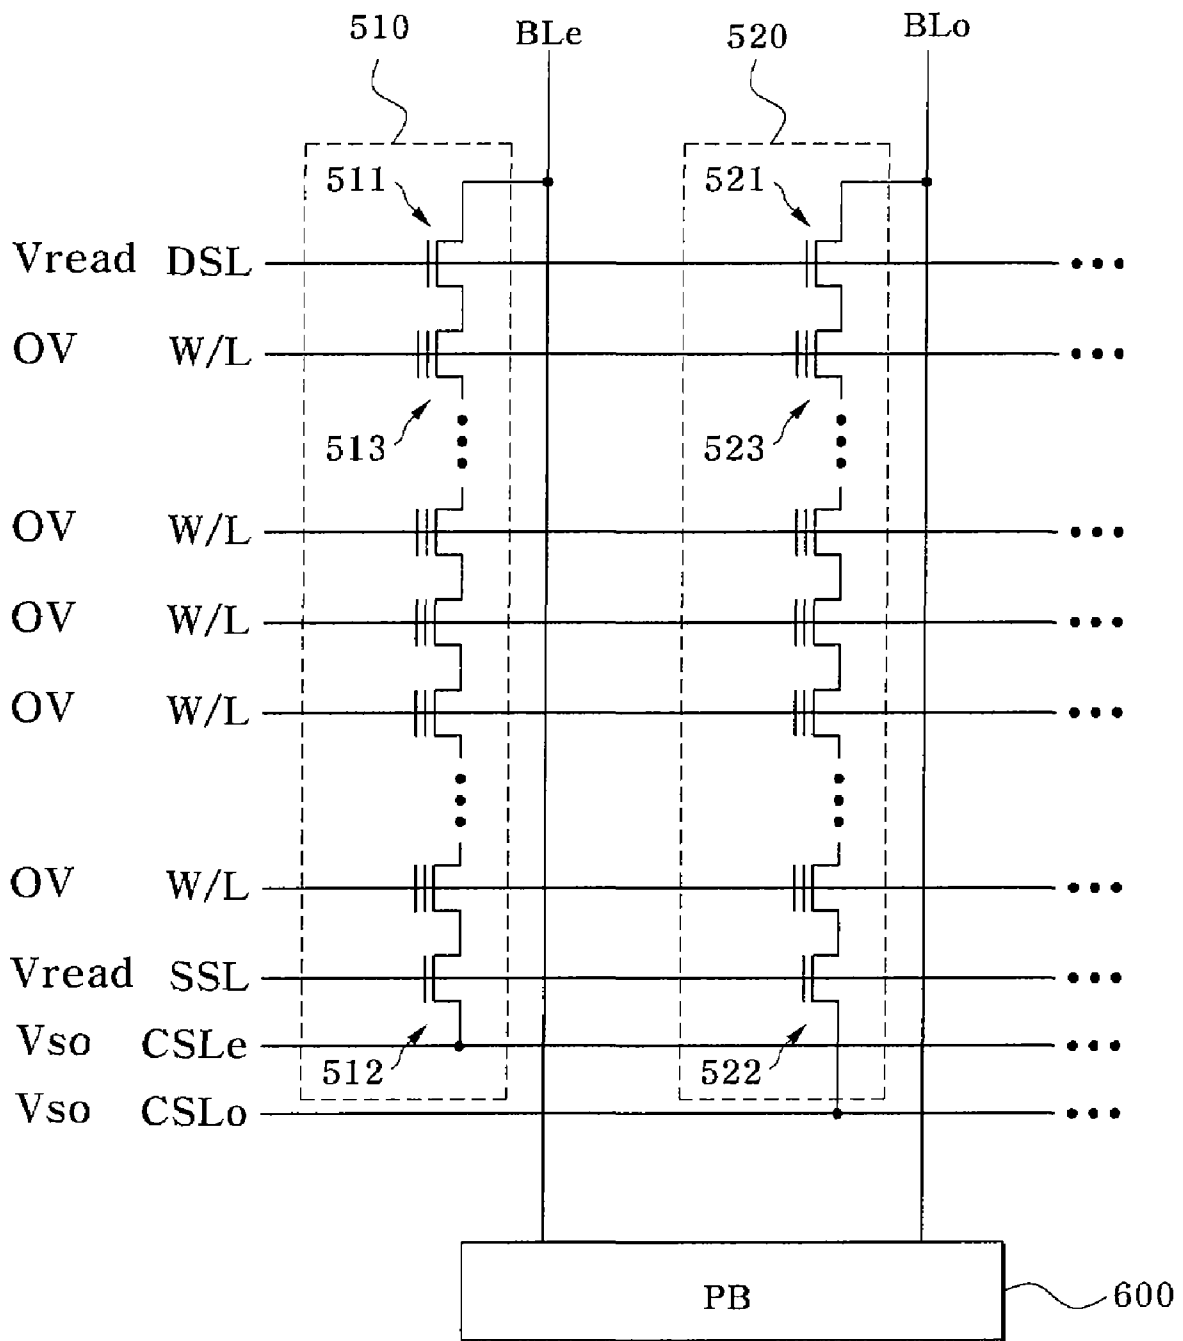 510
BLe
520
BLo
511
521
Vread DSL
OV W/L
513
523
OV W/L
OV W/L
OV W/L
OV W/L
Vread SSL
Vso CSLe
512
522
Vso CSLo
PB
600